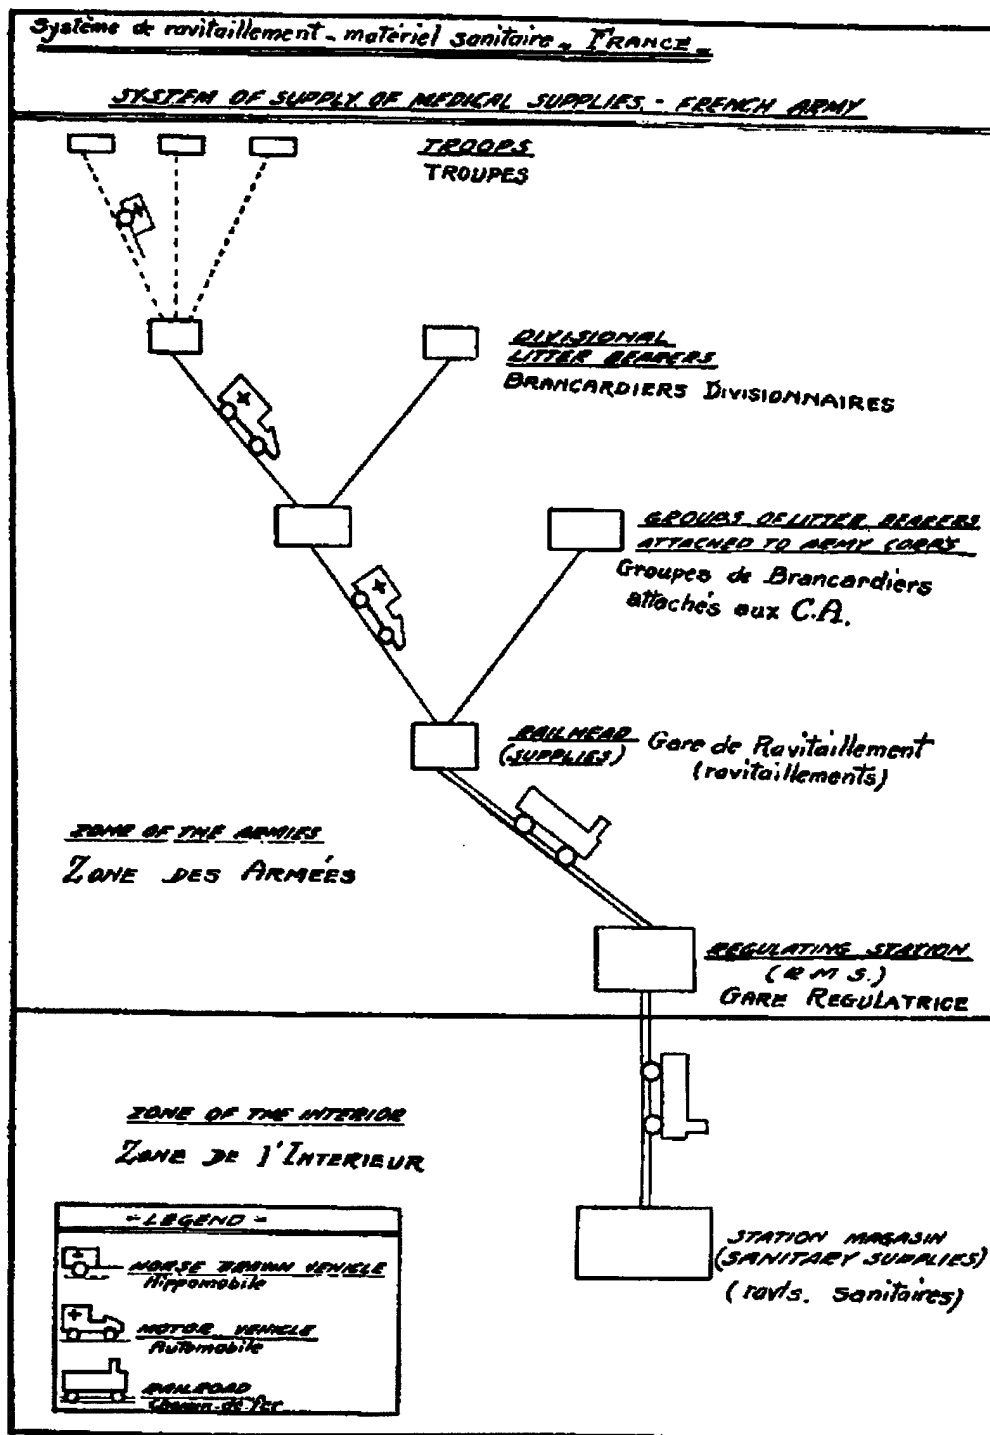 Système de ravitaillement - matériel sanitaire - FRANCE -
SYSTEM OF SUPPLY OF MEDICAL SUPPLIES - FRENCH ARMY
TROOPS
TROUPES
DIVISIONAL
LITTER BEARERS
BRANCARDIERS DIVISIONNAIRES
GROUPS OF LITTER BEARERS
ATTACHED TO ARMY CORPS
Groupes de Brancardiers
attachés aux C.A.
RAILHEAD Gare de Ravitaillement
(SUPPLIES) (ravitaillements)
ZONE OF THE ARMIES
ZONE DES ARMÉES
REGULATING STATION
(R M S.)
GARE REGULATRICE
ZONE OF THE INTERIOR
ZONE DE l'INTERIEUR
STATION MAGASIN
(SANITARY SUPPLIES)
(ravts. sanitaires)
- LEGEND -
HORSE DRAWN VEHICLE
Hippomobile
MOTOR VEHICLE
Automobile
RAILROAD
Chemin-de-fer